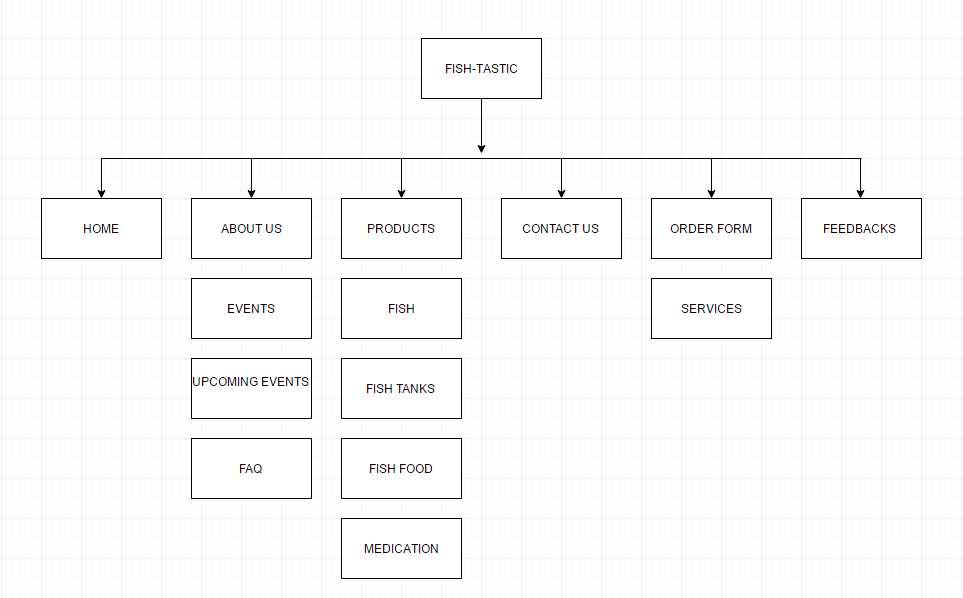 FISH-TASTIC
HOME
ABOUT US
PRODUCTS
CONTACT US
ORDER FORM
FEEDBACKS
EVENTS
FISH
SERVICES
UPCOMING EVENTS
FISH TANKS
FAQ
FISH FOOD
MEDICATION